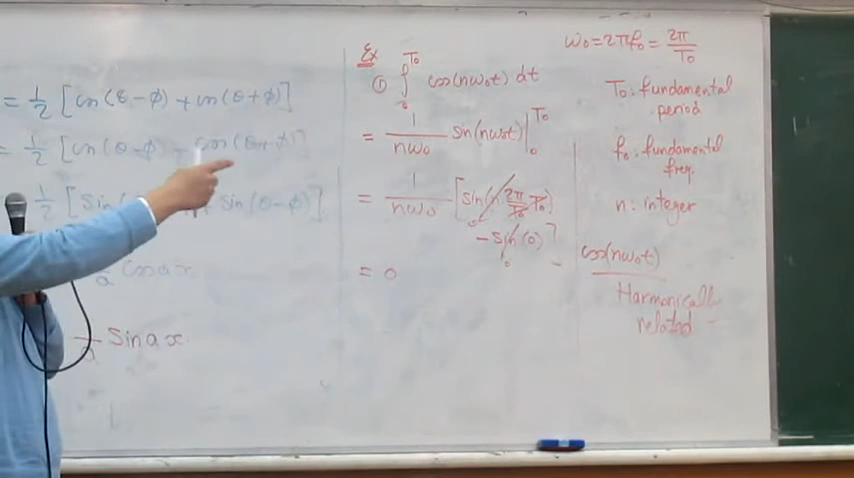 = 1/2 [cos(θ-φ) + cos(θ+φ)]
= 1/2 [cos(θ-φ) - cos(θ+φ)]
1/2 [sin( sin(θ-φ)]
cos ax
sin ax
Ex
① ∫₀^T₀ cos(nω₀t) dt
= 1/nω₀ sin(nω₀t) |₀^T₀
= 1/nω₀ [sin(n 2π/T₀ T₀)
0
- sin(0)]
0
= 0
ω₀ = 2πf₀ = 2π/T₀
T₀: fundamental
period
f₀: fundamental
freq.
n: integer
cos(nω₀t)
Harmonically
related